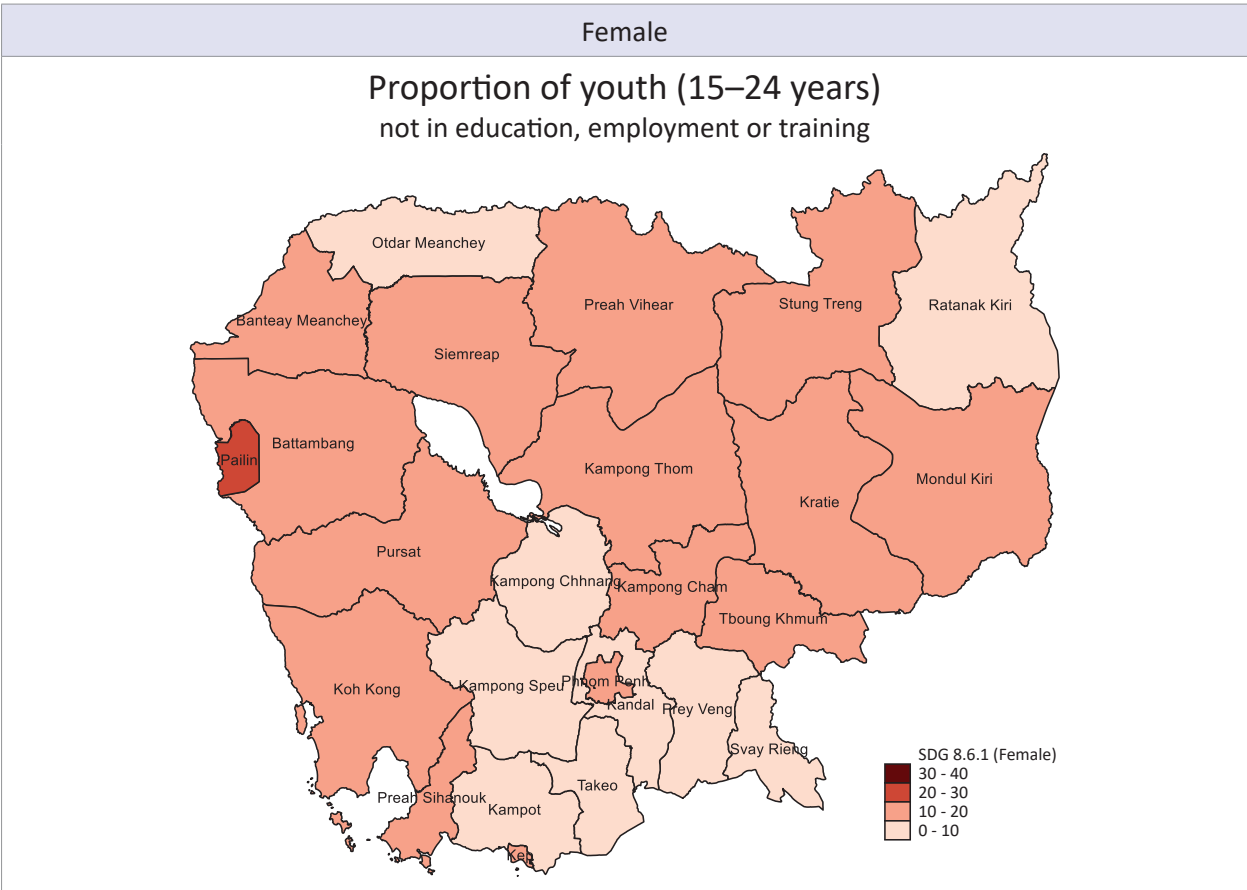 Female
Proportion of youth (15–24 years)
not in education, employment or training
Otdar Meanchey
Banteay Meanchey
Preah Vihear
Stung Treng
Ratanak Kiri
Siemreap
Battambang
Pailin
Kampong Thom
Mondul Kiri
Kratie
Pursat
Kampong Chhnang
Kampong Cham
Tboung Khmum
Koh Kong
Kampong Speu
Phnom Penh
Kandal
Prey Veng
Svay Rieng
Preah Sihanouk
Kampot
Takeo
Kep
SDG 8.6.1 (Female)
30 - 40
20 - 30
10 - 20
0 - 10